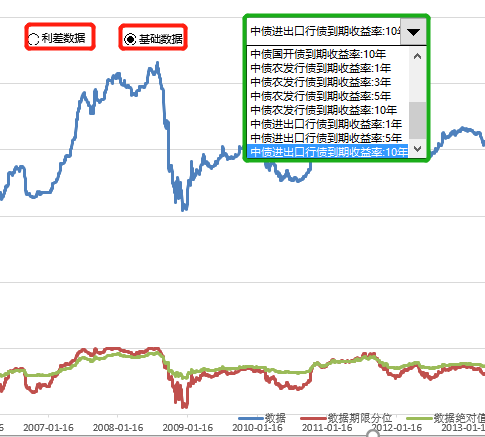 利差数据
基础数据
中债进出口行债到期收益率:10年
中债国开债到期收益率:10年
中债农发行债到期收益率:1年
中债农发行债到期收益率:3年
中债农发行债到期收益率:5年
中债农发行债到期收益率:10年
中债进出口行债到期收益率:1年
中债进出口行债到期收益率:5年
中债进出口行债到期收益率:10年
数据 数据期限分位 数据绝对值
6 2007-01-16 2008-01-16 2009-01-16 2010-01-16 2011-01-16 2012-01-16 2013-01-1